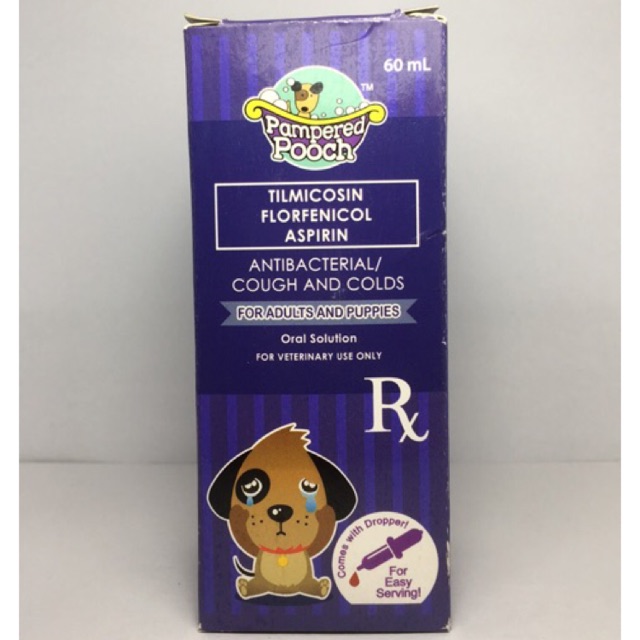 60 mL
TM
Pampered
Pooch
TILMICOSIN
FLORFENICOL
ASPIRIN
ANTIBACTERIAL/
COUGH AND COLDS
FOR ADULTS AND PUPPIES
Oral Solution
FOR VETERINARY USE ONLY
Rx
Comes with Dropper!
For
Easy
Serving!